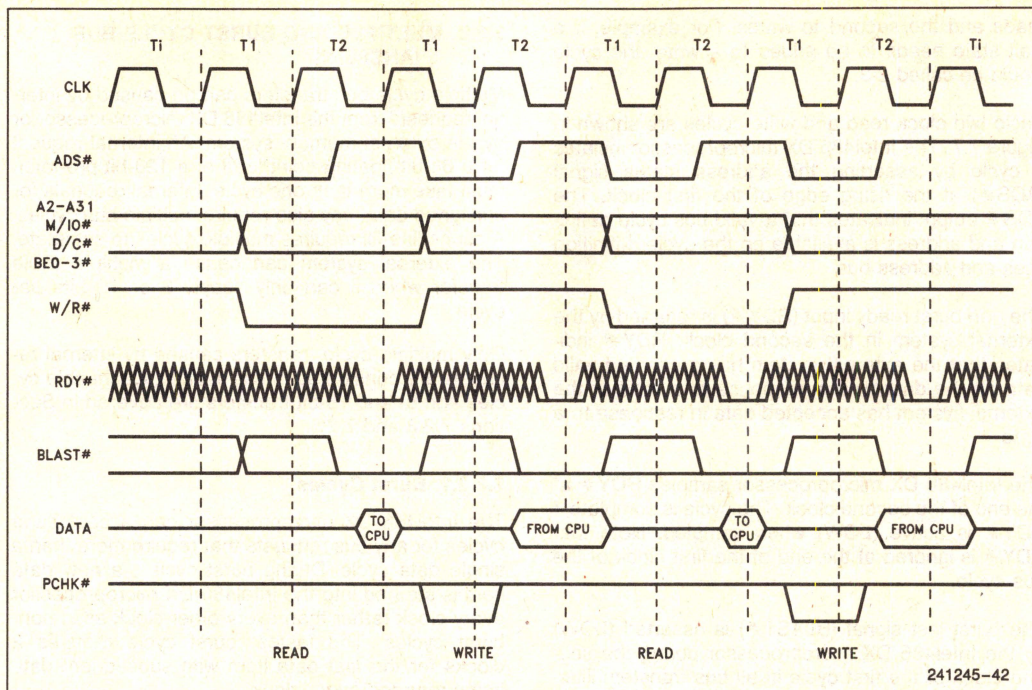 Ti T1 T2 T1 T2 T1 T2 T1 T2 Ti
CLK
ADS#
A2-A31
M/IO#
D/C#
BE0-3#
W/R#
RDY#
BLAST#
DATA
TO
CPU
FROM CPU
TO
CPU
FROM CPU
PCHK#
READ WRITE READ WRITE
241245-42